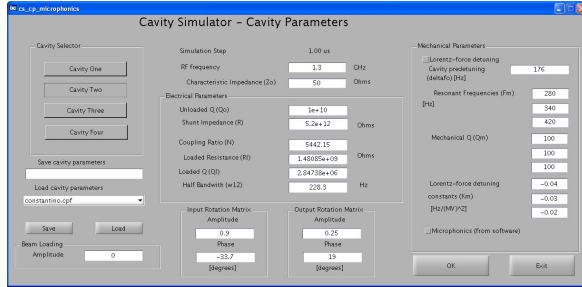 cs_cp_microphonics
Cavity Simulator - Cavity Parameters
Cavity Selector
Cavity One
Cavity Two
Cavity Three
Cavity Four
Save cavity parameters
Load cavity parameters
constantino.cpf
Save Load
Beam Loading
Amplitude 0
Simulation Step 1.00 us
RF frequency 1.3 GHz
Characteristic Impedance (Zo) 50 Ohms
Electrical Parameters
Unloaded Q (Qo) 1e+10
Shunt Impedance (R) 5.2e+12 Ohms
Coupling Ratio (N) 5442.15
Loaded Resistance (Rl) 1.48085e+09 Ohms
Loaded Q (Ql) 2.84738e+06
Half Bandwith (w12) 228.3 Hz
Input Rotation Matrix
Amplitude
0.9
Phase
-33.7
[degrees]
Output Rotation Matrix
Amplitude
0.25
Phase
19
[degrees]
Mechanical Parameters
Lorentz-force detuning
Cavity predetuning 176
(deltafo) [Hz]
Resonant Frequencies (Fm) 280
[Hz] 340
420
Mechanical Q (Qm) 100
100
100
Lorentz-force detuning -0.04
constants (Km) -0.03
[Hz/(MV)^2] -0.02
Microphonics (from software)
OK Exit